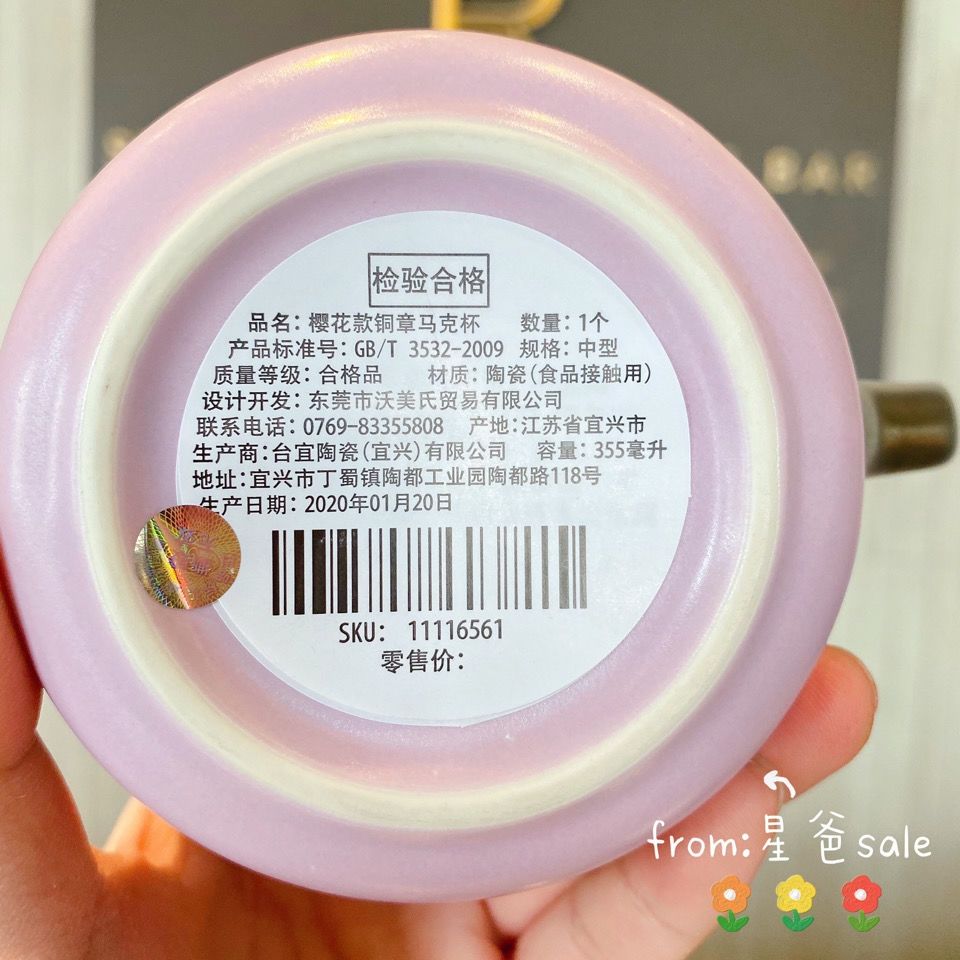 BAR
检验合格
品名: 樱花款铜章马克杯 数量: 1个
产品标准号: GB/T 3532-2009 规格: 中型
质量等级: 合格品 材质: 陶瓷(食品接触用)
设计开发: 东莞市沃美氏贸易有限公司
联系电话: 0769-83355808 产地:江苏省宜兴市
生产商:台宜陶瓷(宜兴)有限公司 容量: 355毫升
地址:宜兴市丁蜀镇陶都工业园陶都路118号
生产日期: 2020年01月20日
SKU: 11116561
零售价:
from:星爸sale